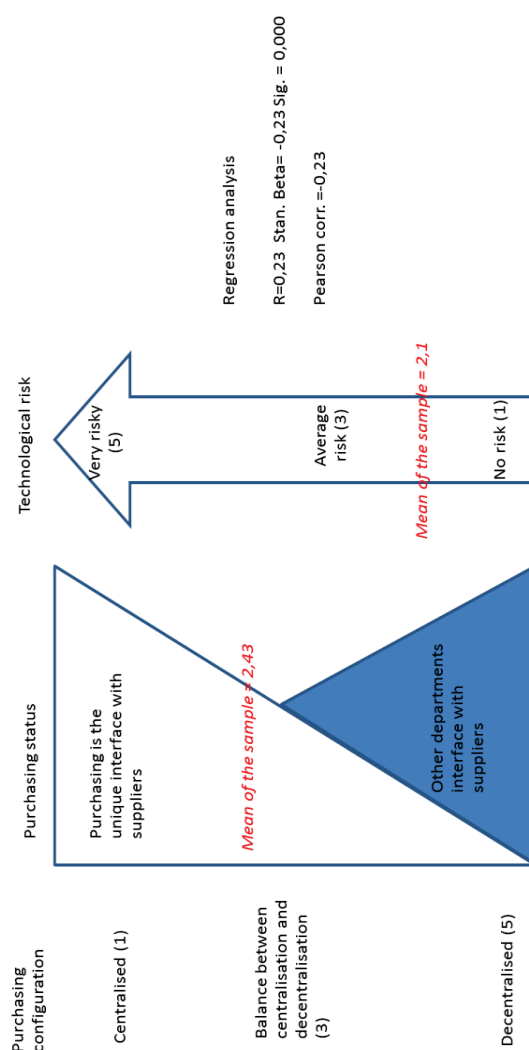 Purchasing
configuration
Purchasing status
Technological risk
Centralised (1)
Purchasing is the
unique interface with
suppliers
Very risky
(5)
Regression analysis
R=0,23 Stan. Beta= -0,23 Sig. = 0,000
Pearson corr. =-0,23
Mean of the sample = 2,43
Balance between
centralisation and
decentralisation
(3)
Average
risk (3)
Mean of the sample = 2,1
Decentralised (5)
Other departments
interface with
suppliers
No risk (1)